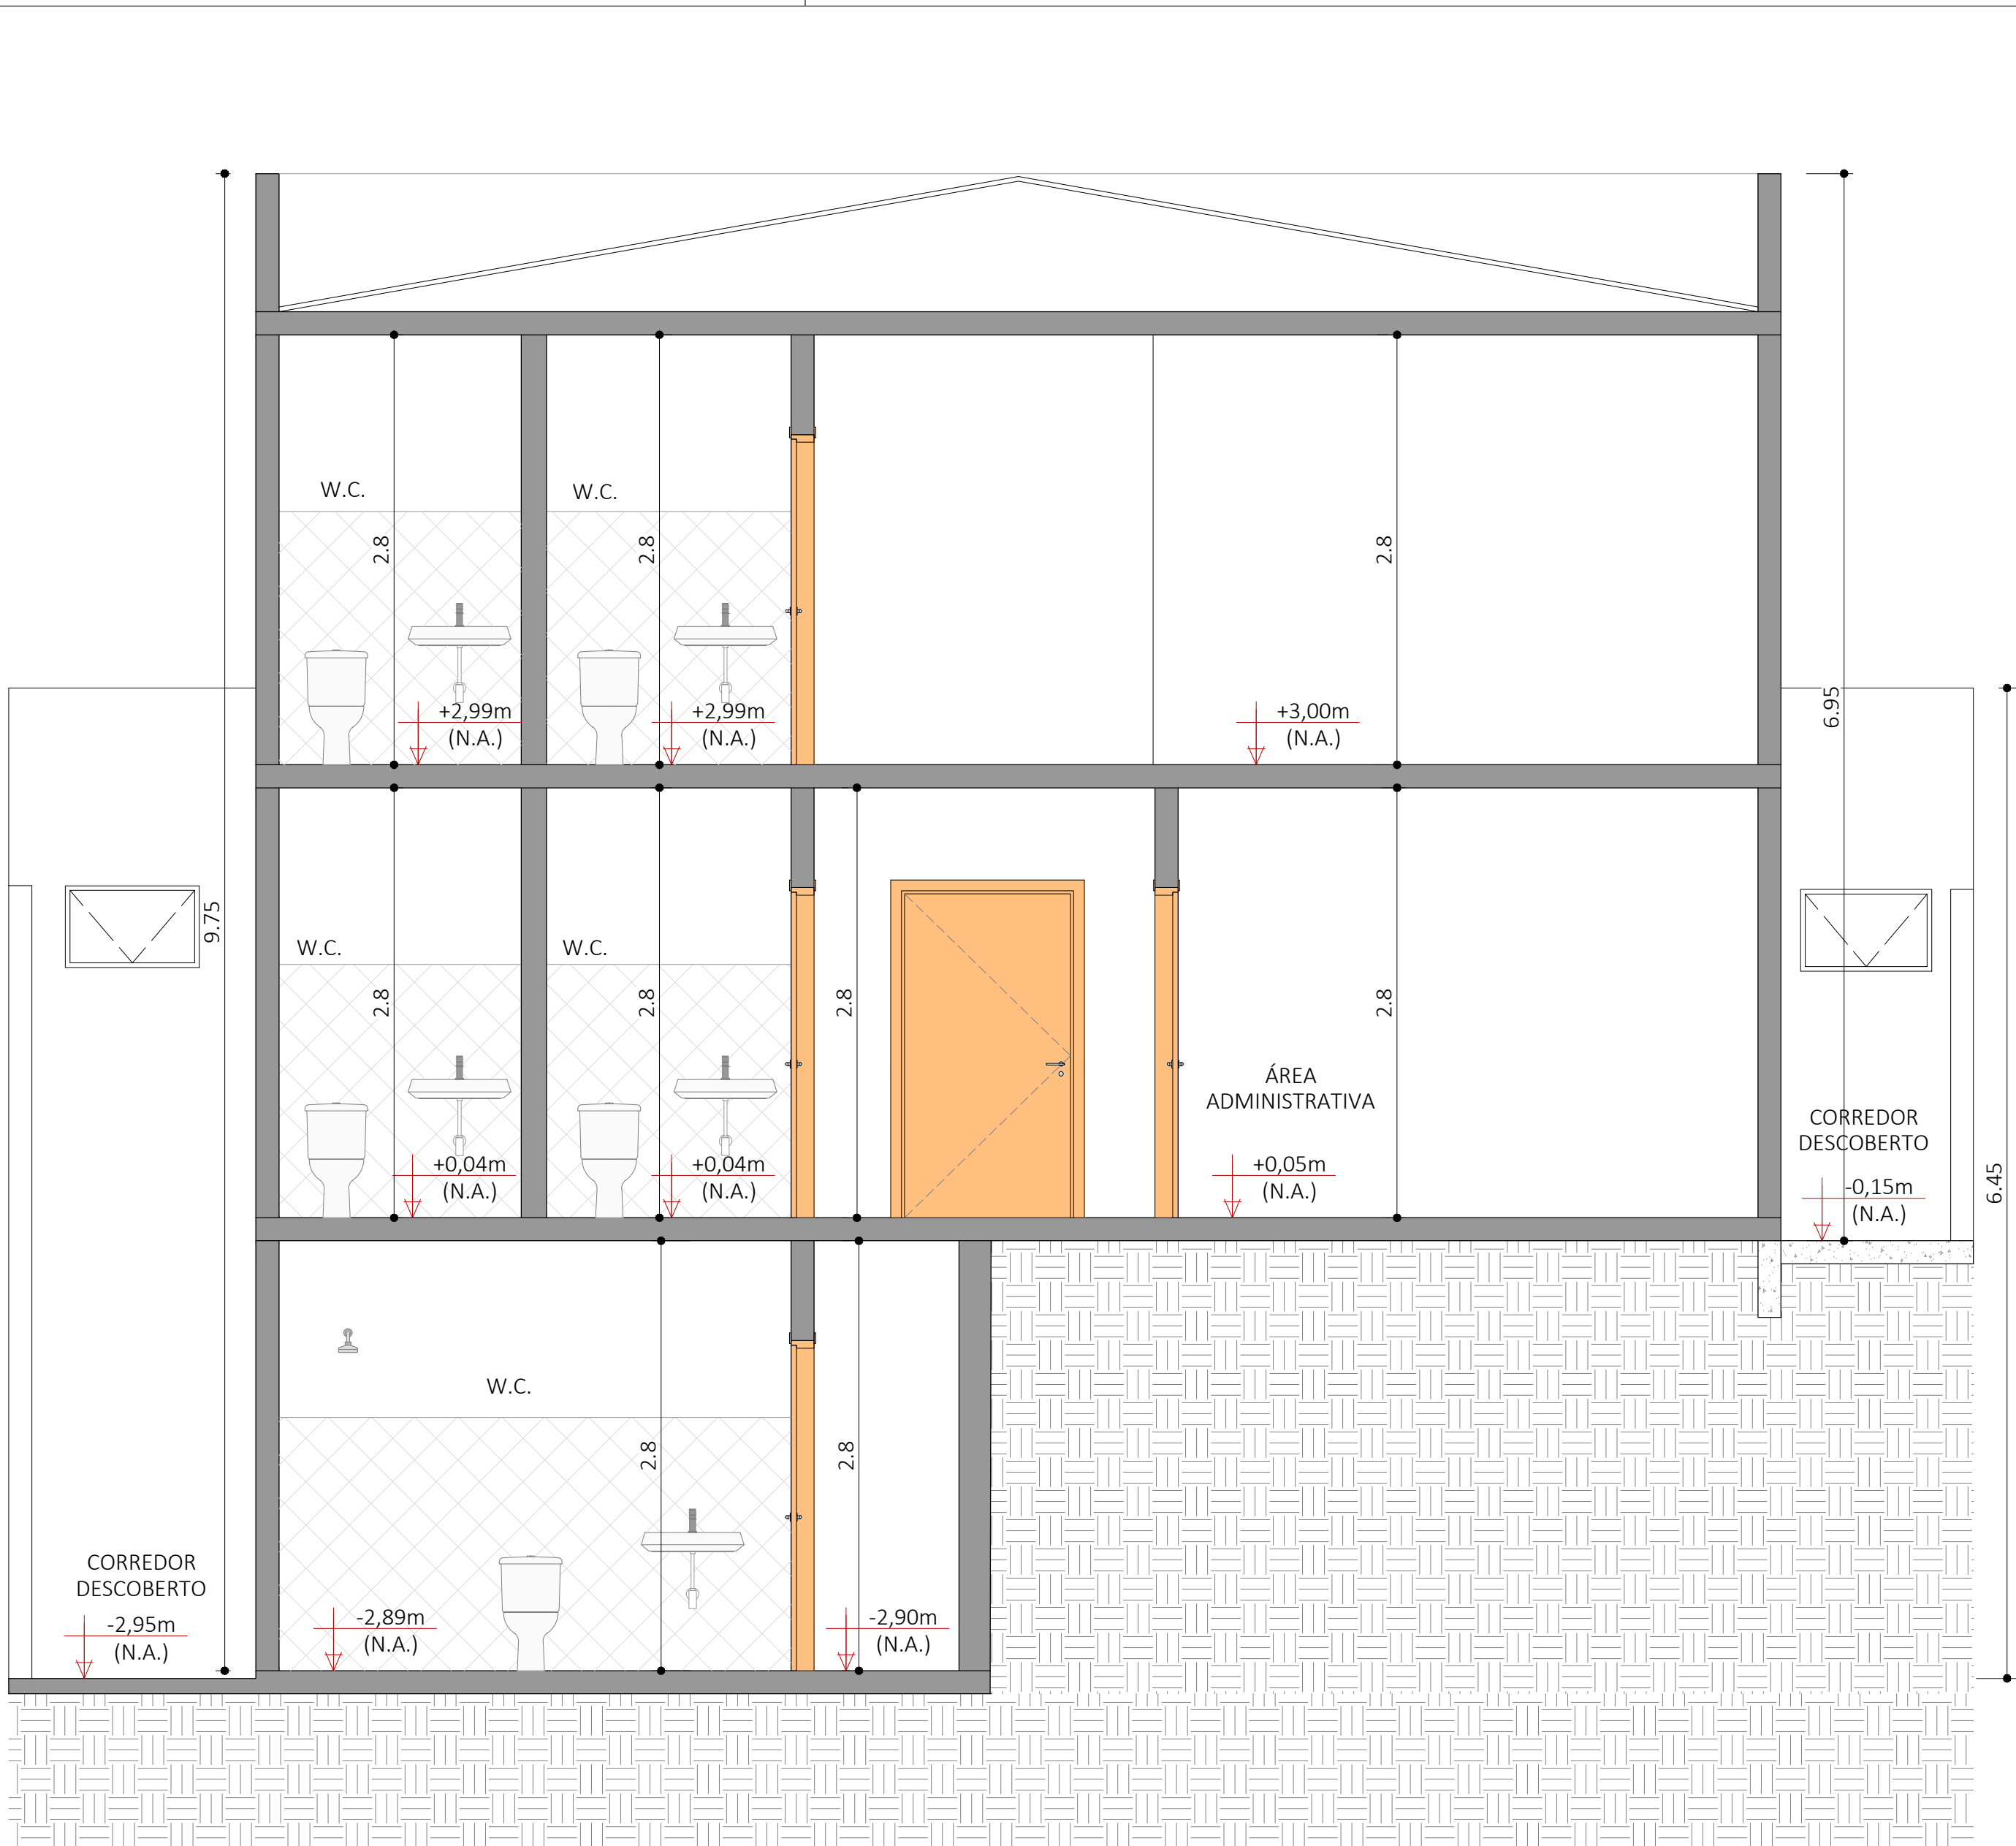 W.C.
W.C.
2.8
2.8
2.8
+2,99m
(N.A.)
+2,99m
(N.A.)
+3,00m
(N.A.)
6.95
9.75
W.C.
W.C.
2.8
2.8
2.8
2.8
ÁREA
ADMINISTRATIVA
CORREDOR
DESCOBERTO
+0,04m
(N.A.)
+0,04m
(N.A.)
+0,05m
(N.A.)
-0,15m
(N.A.)
6.45
W.C.
2.8
2.8
CORREDOR
DESCOBERTO
-2,95m
(N.A.)
-2,89m
(N.A.)
-2,90m
(N.A.)